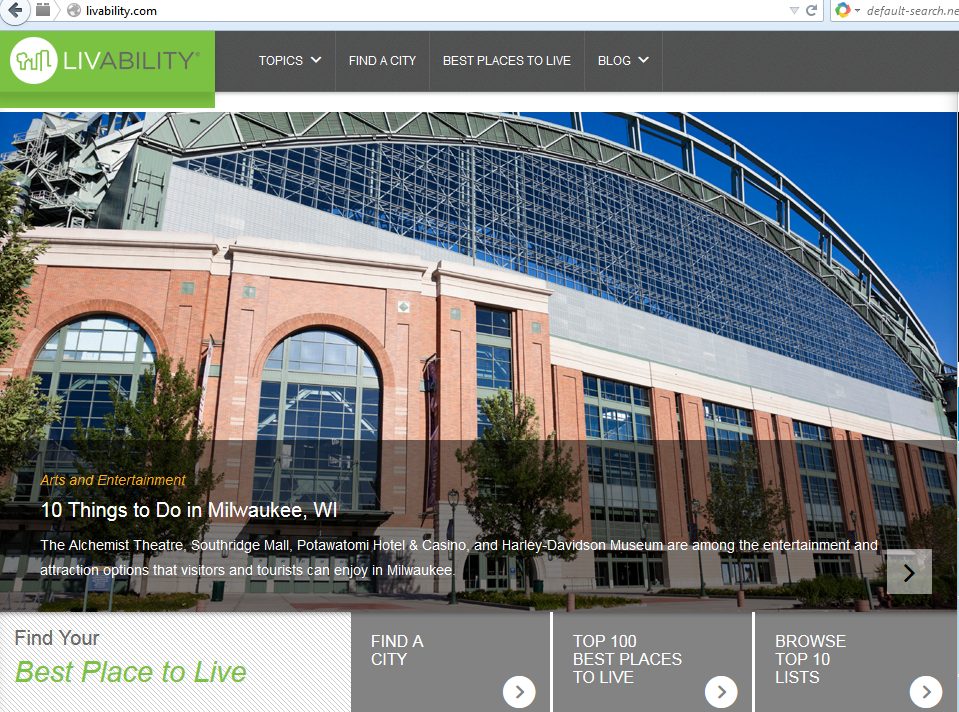 livability.com
default-search.ne
LIVABILITY®
TOPICS
FIND A CITY
BEST PLACES TO LIVE
BLOG
Arts and Entertainment
10 Things to Do in Milwaukee, WI
The Alchemist Theatre, Southridge Mall, Potawatomi Hotel & Casino, and Harley-Davidson Museum are among the entertainment and
attraction options that visitors and tourists can enjoy in Milwaukee.
Find Your
Best Place to Live
FIND A
CITY
TOP 100
BEST PLACES
TO LIVE
BROWSE
TOP 10
LISTS